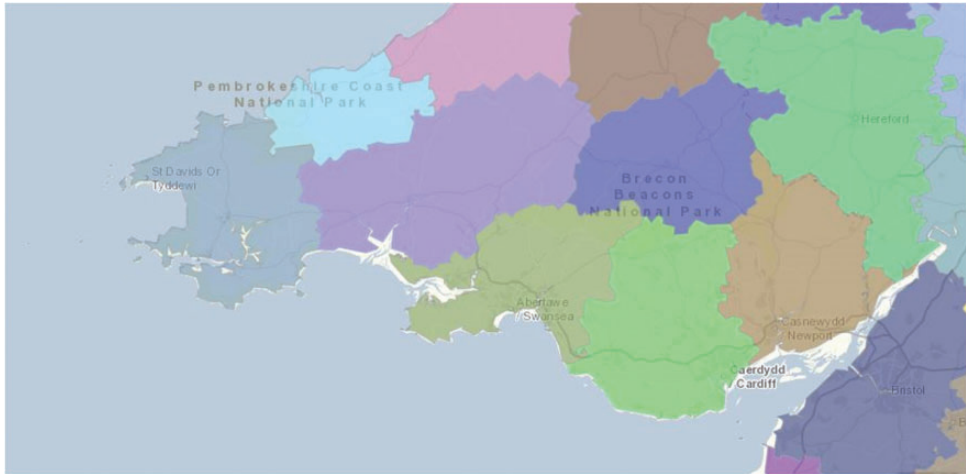 Pembrokeshire Coast
National Park
Hereford
St Davids Or
Tyddewi
Brecon
Beacons
National Park
Abertawe
/ Swansea
Casnewydd
Newport
Caerdydd
Cardiff
Bristol
B